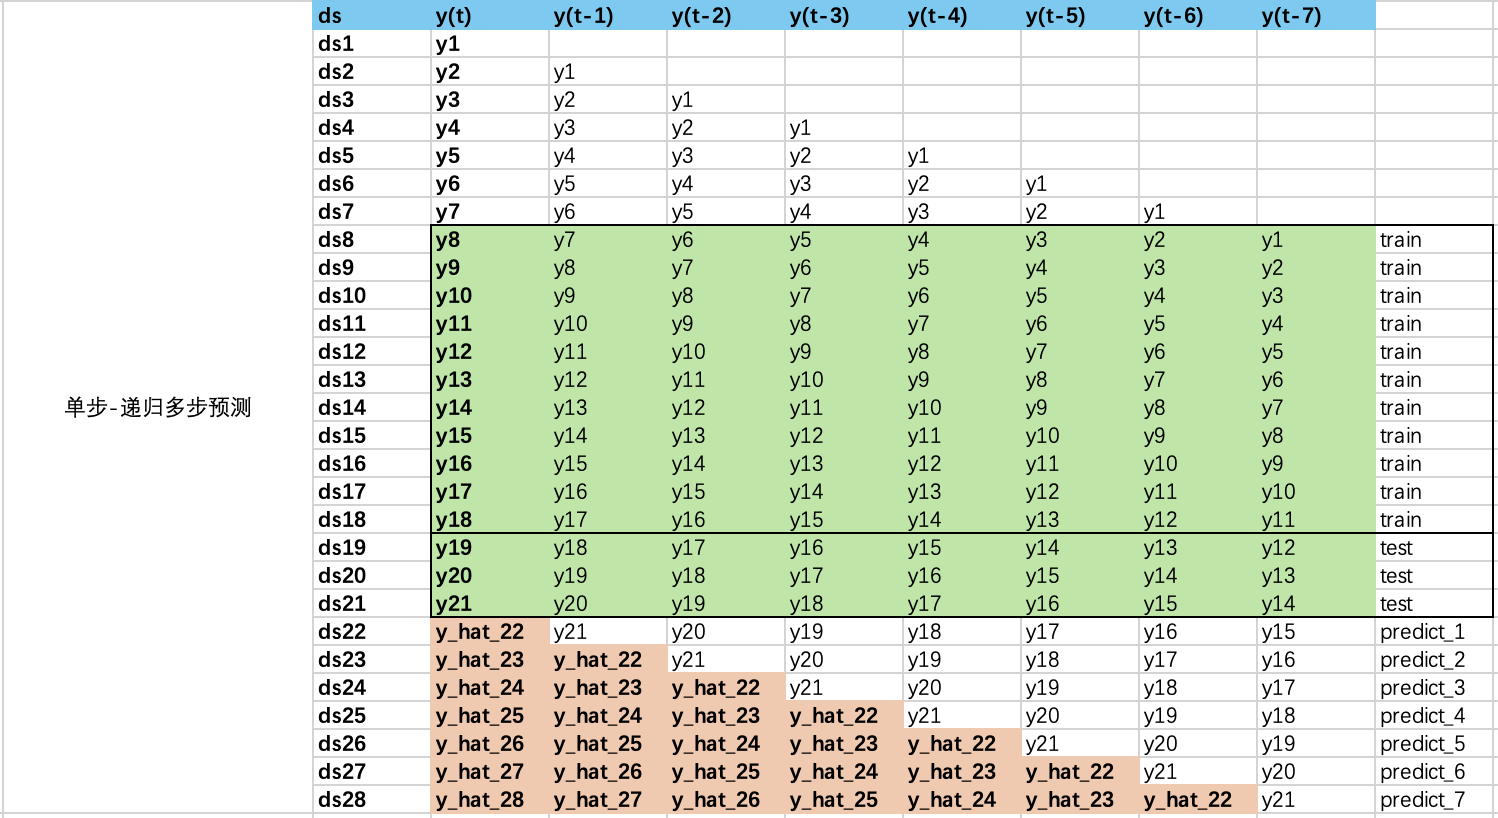 ds y(t) y(t-1) y(t-2) y(t-3) y(t-4) y(t-5) y(t-6) y(t-7)
ds1 y1
ds2 y2 y1
ds3 y3 y2 y1
ds4 y4 y3 y2 y1
ds5 y5 y4 y3 y2 y1
ds6 y6 y5 y4 y3 y2 y1
ds7 y7 y6 y5 y4 y3 y2 y1
ds8 y8 y7 y6 y5 y4 y3 y2 y1 train
ds9 y9 y8 y7 y6 y5 y4 y3 y2 train
ds10 y10 y9 y8 y7 y6 y5 y4 y3 train
ds11 y11 y10 y9 y8 y7 y6 y5 y4 train
ds12 y12 y11 y10 y9 y8 y7 y6 y5 train
ds13 y13 y12 y11 y10 y9 y8 y7 y6 train
单步-递归多步预测
ds14 y14 y13 y12 y11 y10 y9 y8 y7 train
ds15 y15 y14 y13 y12 y11 y10 y9 y8 train
ds16 y16 y15 y14 y13 y12 y11 y10 y9 train
ds17 y17 y16 y15 y14 y13 y12 y11 y10 train
ds18 y18 y17 y16 y15 y14 y13 y12 y11 train
ds19 y19 y18 y17 y16 y15 y14 y13 y12 test
ds20 y20 y19 y18 y17 y16 y15 y14 y13 test
ds21 y21 y20 y19 y18 y17 y16 y15 y14 test
ds22 y_hat_22 y21 y20 y19 y18 y17 y16 y15 predict_1
ds23 y_hat_23 y_hat_22 y21 y20 y19 y18 y17 y16 predict_2
ds24 y_hat_24 y_hat_23 y_hat_22 y21 y20 y19 y18 y17 predict_3
ds25 y_hat_25 y_hat_24 y_hat_23 y_hat_22 y21 y20 y19 y18 predict_4
ds26 y_hat_26 y_hat_25 y_hat_24 y_hat_23 y_hat_22 y21 y20 y19 predict_5
ds27 y_hat_27 y_hat_26 y_hat_25 y_hat_24 y_hat_23 y_hat_22 y21 y20 predict_6
ds28 y_hat_28 y_hat_27 y_hat_26 y_hat_25 y_hat_24 y_hat_23 y_hat_22 y21 predict_7